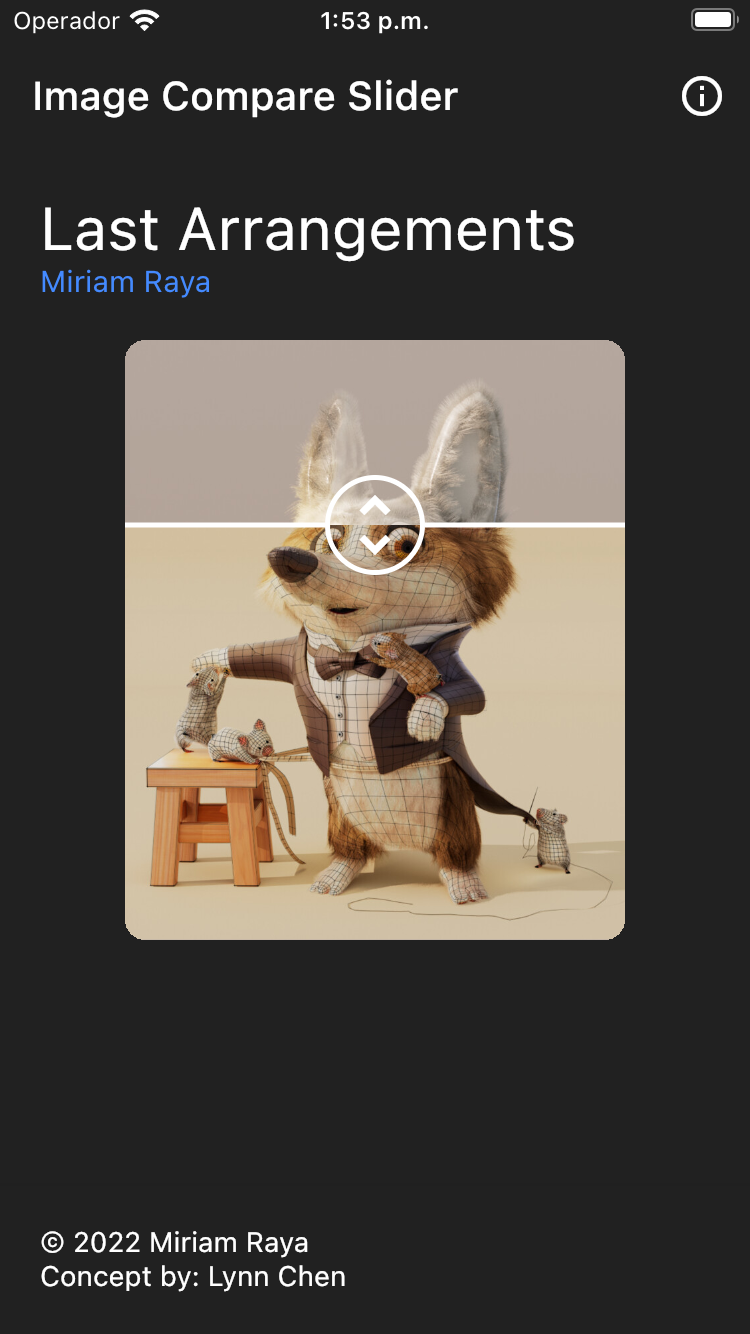 Operador
1:53 p.m.
Image Compare Slider
Last Arrangements
Miriam Raya
© 2022 Miriam Raya
Concept by: Lynn Chen